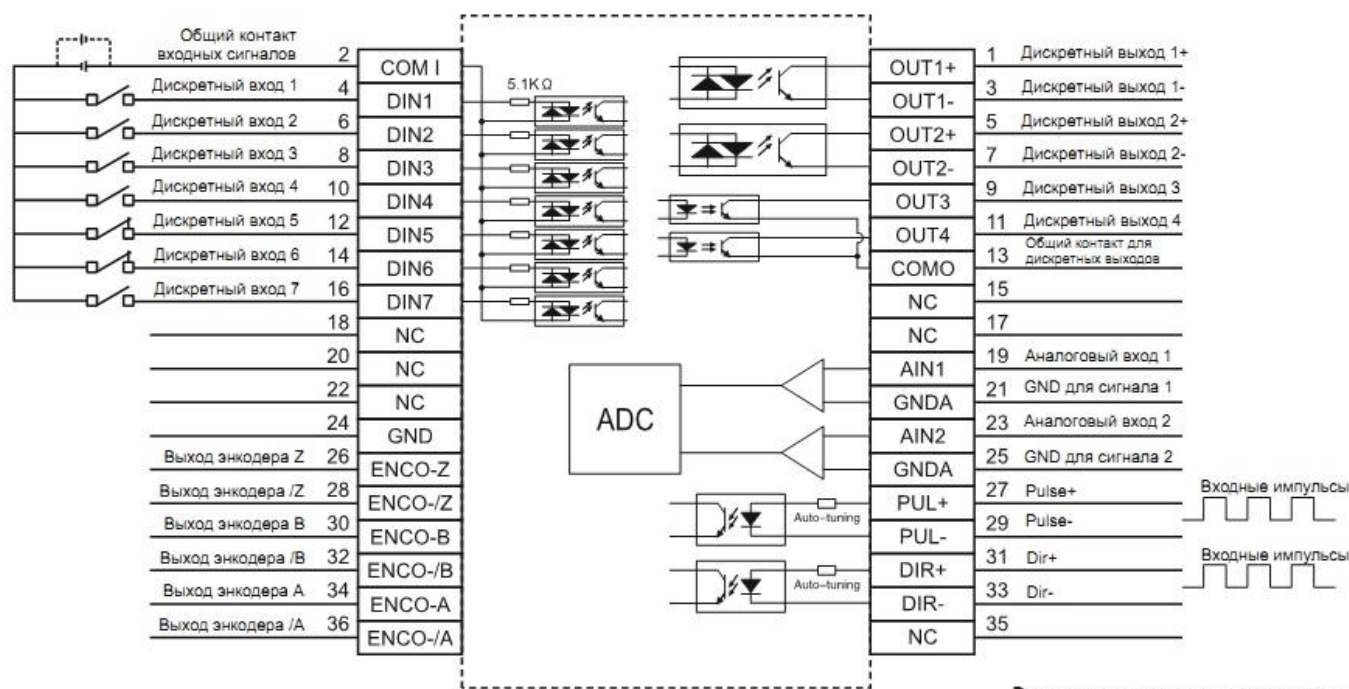 Общий контакт
входных сигналов
2
COM I
Дискретный вход 1
4
DIN1
Дискретный вход 2
6
DIN2
Дискретный вход 3
8
DIN3
Дискретный вход 4
10
DIN4
Дискретный вход 5
12
DIN5
Дискретный вход 6
14
DIN6
Дискретный вход 7
16
DIN7
18
NC
20
NC
22
NC
24
GND
Выход энкодера Z
26
ENCO-Z
Выход энкодера /Z
28
ENCO-/Z
Выход энкодера B
30
ENCO-B
Выход энкодера /B
32
ENCO-/B
Выход энкодера A
34
ENCO-A
Выход энкодера /A
36
ENCO-/A
5.1KΩ
ADC
Auto-tuning
Auto-tuning
OUT1+
1
Дискретный выход 1+
OUT1-
3
Дискретный выход 1-
OUT2+
5
Дискретный выход 2+
OUT2-
7
Дискретный выход 2-
OUT3
9
Дискретный выход 3
OUT4
11
Дискретный выход 4
COMO
13
Общий контакт для
дискретных выходов
NC
15
NC
17
AIN1
19
Аналоговый вход 1
GNDA
21
GND для сигнала 1
AIN2
23
Аналоговый вход 2
GNDA
25
GND для сигнала 2
PUL+
27
Pulse+
Входные импульсы
PUL-
29
Pulse-
DIR+
31
Dir+
Входные импульсы
DIR-
33
Dir-
NC
35